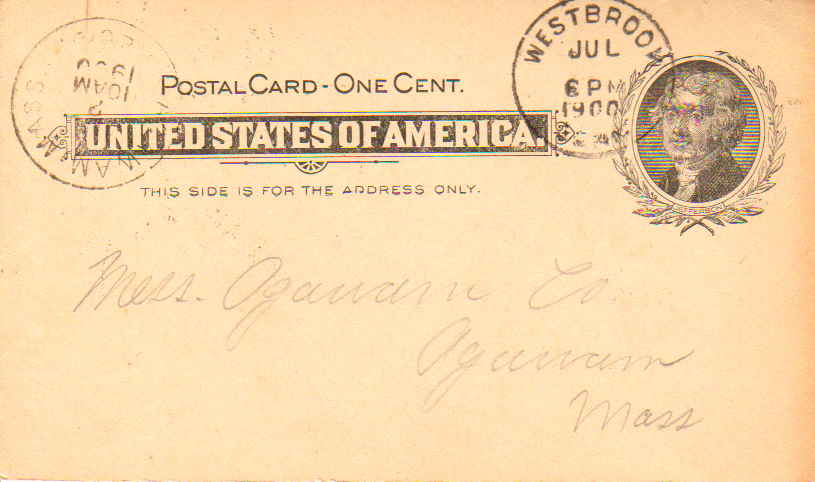 WESTBROOK
JUL
6 PM
1900
10 AM
1900
MASS
POSTAL CARD - ONE CENT.
UNITED STATES OF AMERICA.
THIS SIDE IS FOR THE ADDRESS ONLY.
JEFFERSON
Mess. Agawam Co.
Agawam
Mass